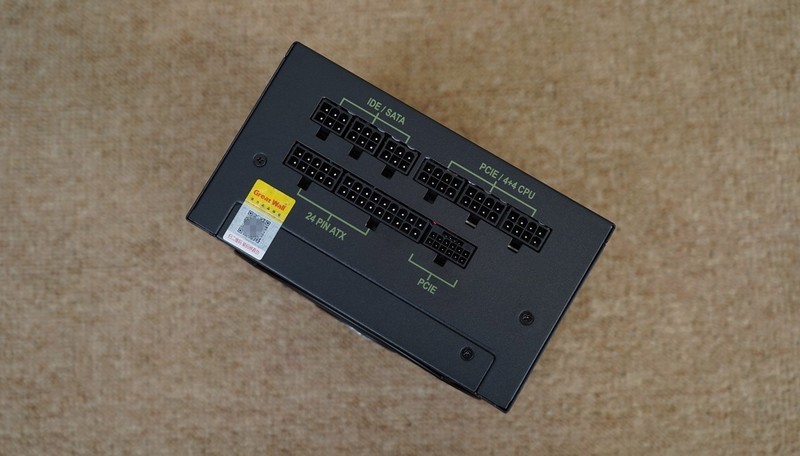 IDE / SATA
PCIE / 4+4 CPU
Great Wall
24 PIN ATX
PCIE